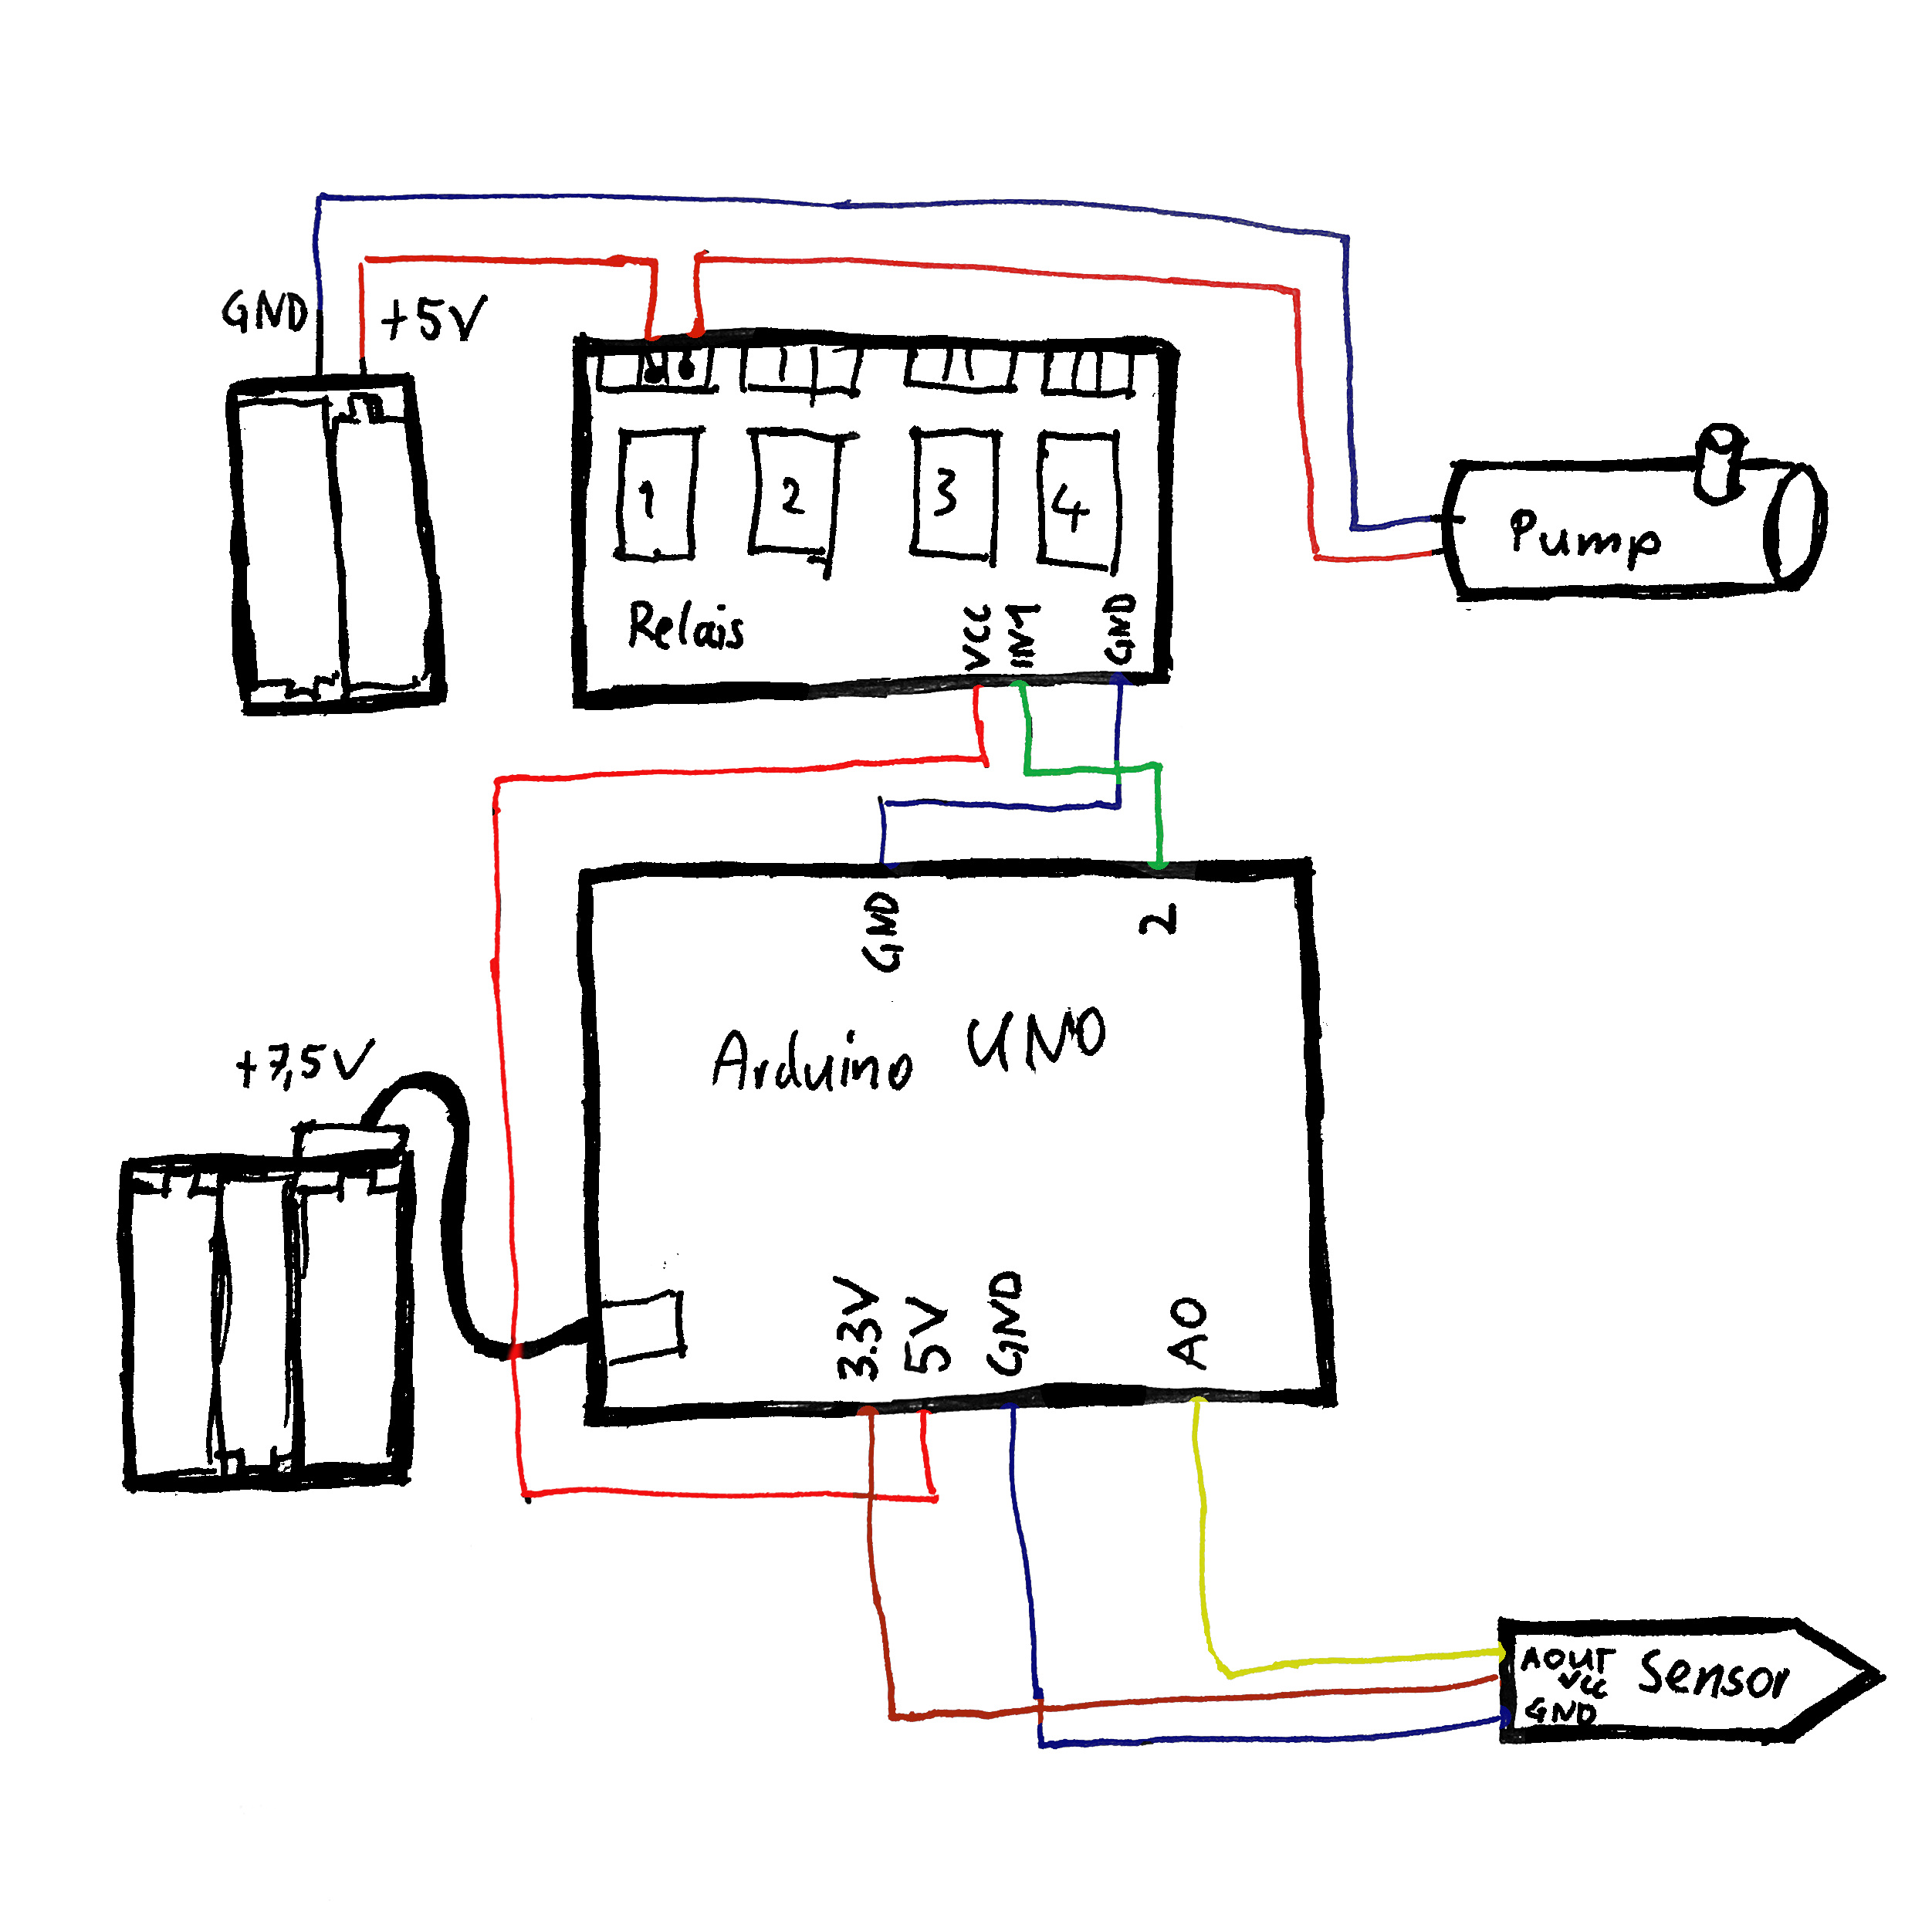 GND
+5V
1
2
3
4
Pump
Relais
VCC
IN1
GND
GND
2
Arduino UNO
+7,5V
3.3V
5V
GND
A0
AOUT
VCC
GND
Sensor